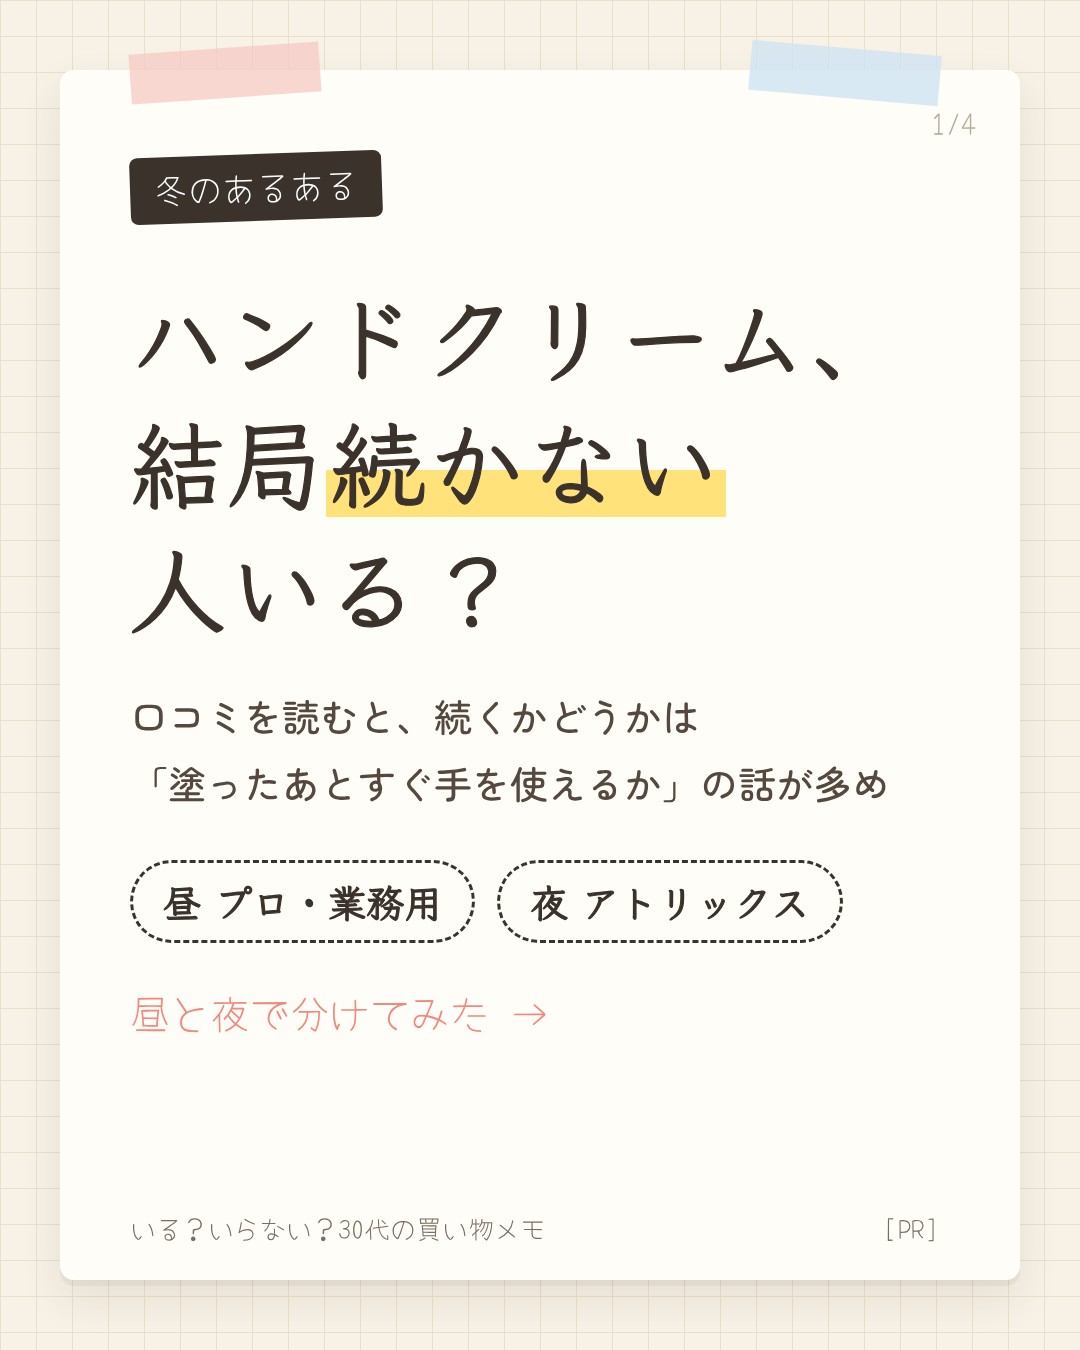 1/4
冬のあるある
ハンドクリーム、
結局続かない
人いる？
口コミを読むと、続くかどうかは
「塗ったあとすぐ手を使えるか」の話が多め
昼 プロ・業務用
夜 アトリックス
昼と夜で分けてみた →
いる？いらない？30代の買い物メモ
[PR]